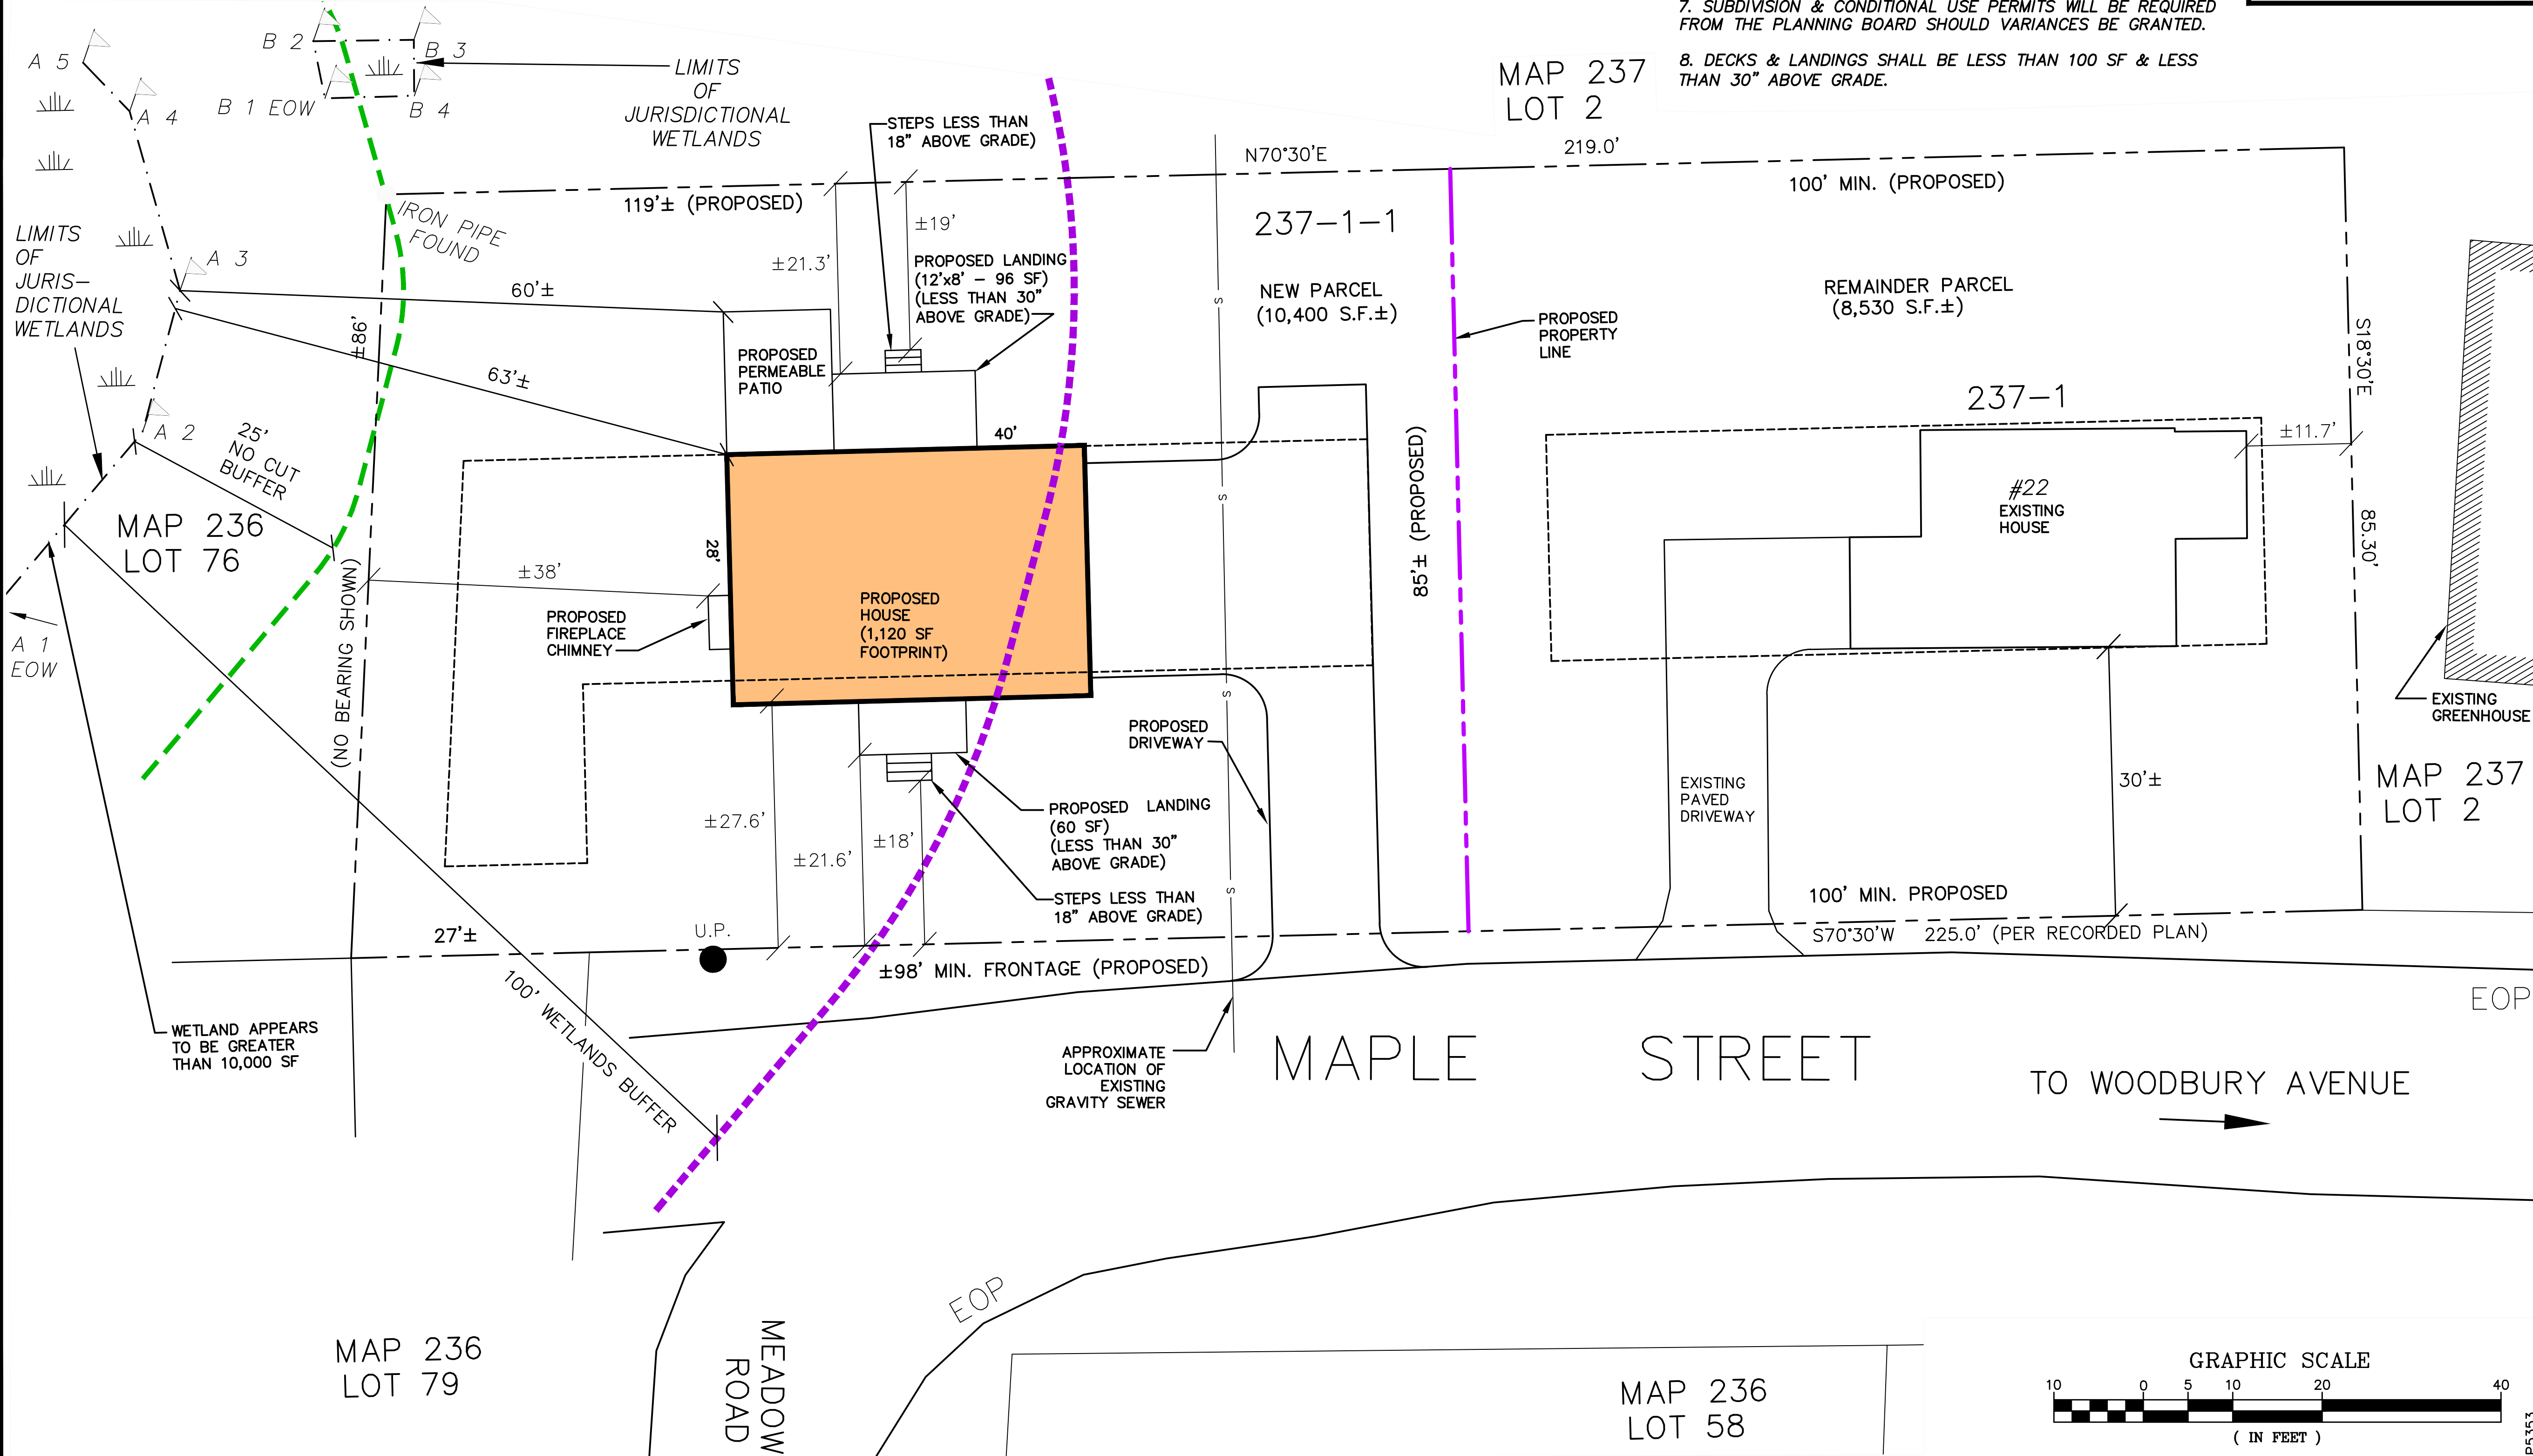 7. SUBDIVISION & CONDITIONAL USE PERMITS WILL BE REQUIRED
FROM THE PLANNING BOARD SHOULD VARIANCES BE GRANTED.
8. DECKS & LANDINGS SHALL BE LESS THAN 100 SF & LESS
THAN 30" ABOVE GRADE.
MAP 237
LOT 2
A 5
A 4
A 3
A 2
A 1
EOW
B 2
B 3
B 1 EOW
B 4
LIMITS
OF
JURISDICTIONAL
WETLANDS
LIMITS
OF
JURIS-
DICTIONAL
WETLANDS
IRON PIPE
FOUND
STEPS LESS THAN
18" ABOVE GRADE)
N70°30'E
219.0'
119'± (PROPOSED)
100' MIN. (PROPOSED)
±19'
±21.3'
PROPOSED LANDING
(12'x8' - 96 SF)
(LESS THAN 30"
ABOVE GRADE)
237-1-1
NEW PARCEL
(10,400 S.F.±)
PROPOSED
PROPERTY
LINE
REMAINDER PARCEL
(8,530 S.F.±)
237-1
S18°30'E
85.30'
±11.7'
60'±
63'±
±86'
(NO BEARING SHOWN)
PROPOSED
PERMEABLE
PATIO
25'
NO CUT
BUFFER
MAP 236
LOT 76
40'
28'
±38'
PROPOSED
FIREPLACE
CHIMNEY
PROPOSED
HOUSE
(1,120 SF
FOOTPRINT)
S
S
S
S
85'± (PROPOSED)
#22
EXISTING
HOUSE
EXISTING
GREENHOUSE
MAP 237
LOT 2
PROPOSED
DRIVEWAY
EXISTING
PAVED
DRIVEWAY
30'±
±27.6'
±21.6'
±18'
PROPOSED LANDING
(60 SF)
(LESS THAN 30"
ABOVE GRADE)
STEPS LESS THAN
18" ABOVE GRADE)
100' MIN. PROPOSED
S70°30'W 225.0' (PER RECORDED PLAN)
27'±
U.P.
±98' MIN. FRONTAGE (PROPOSED)
100' WETLANDS BUFFER
WETLAND APPEARS
TO BE GREATER
THAN 10,000 SF
APPROXIMATE
LOCATION OF
EXISTING
GRAVITY SEWER
MAPLE STREET
EOP
TO WOODBURY AVENUE
EOP
MEADOW
ROAD
MAP 236
LOT 79
MAP 236
LOT 58
GRAPHIC SCALE
10 0 5 10 20 40
( IN FEET )
P5353